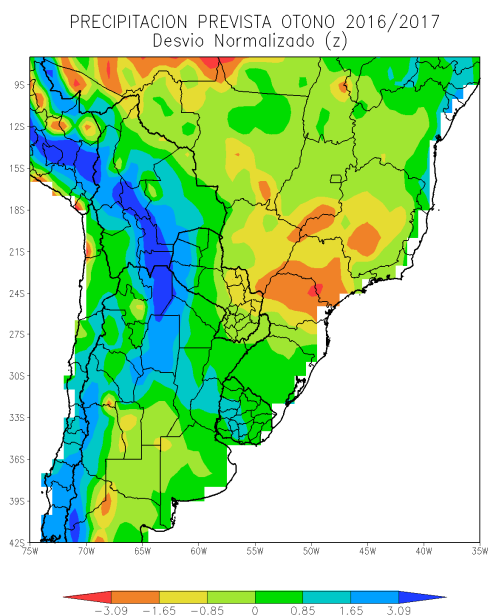 PRECIPITACION PREVISTA OTONO 2016/2017
Desvio Normalizado (z)
9S
12S
15S
18S
21S
24S
27S
30S
33S
36S
39S
42S
75W 70W 65W 60W 55W 50W 45W 40W 35W
-3.09 -1.65 -0.85 0 0.85 1.65 3.09